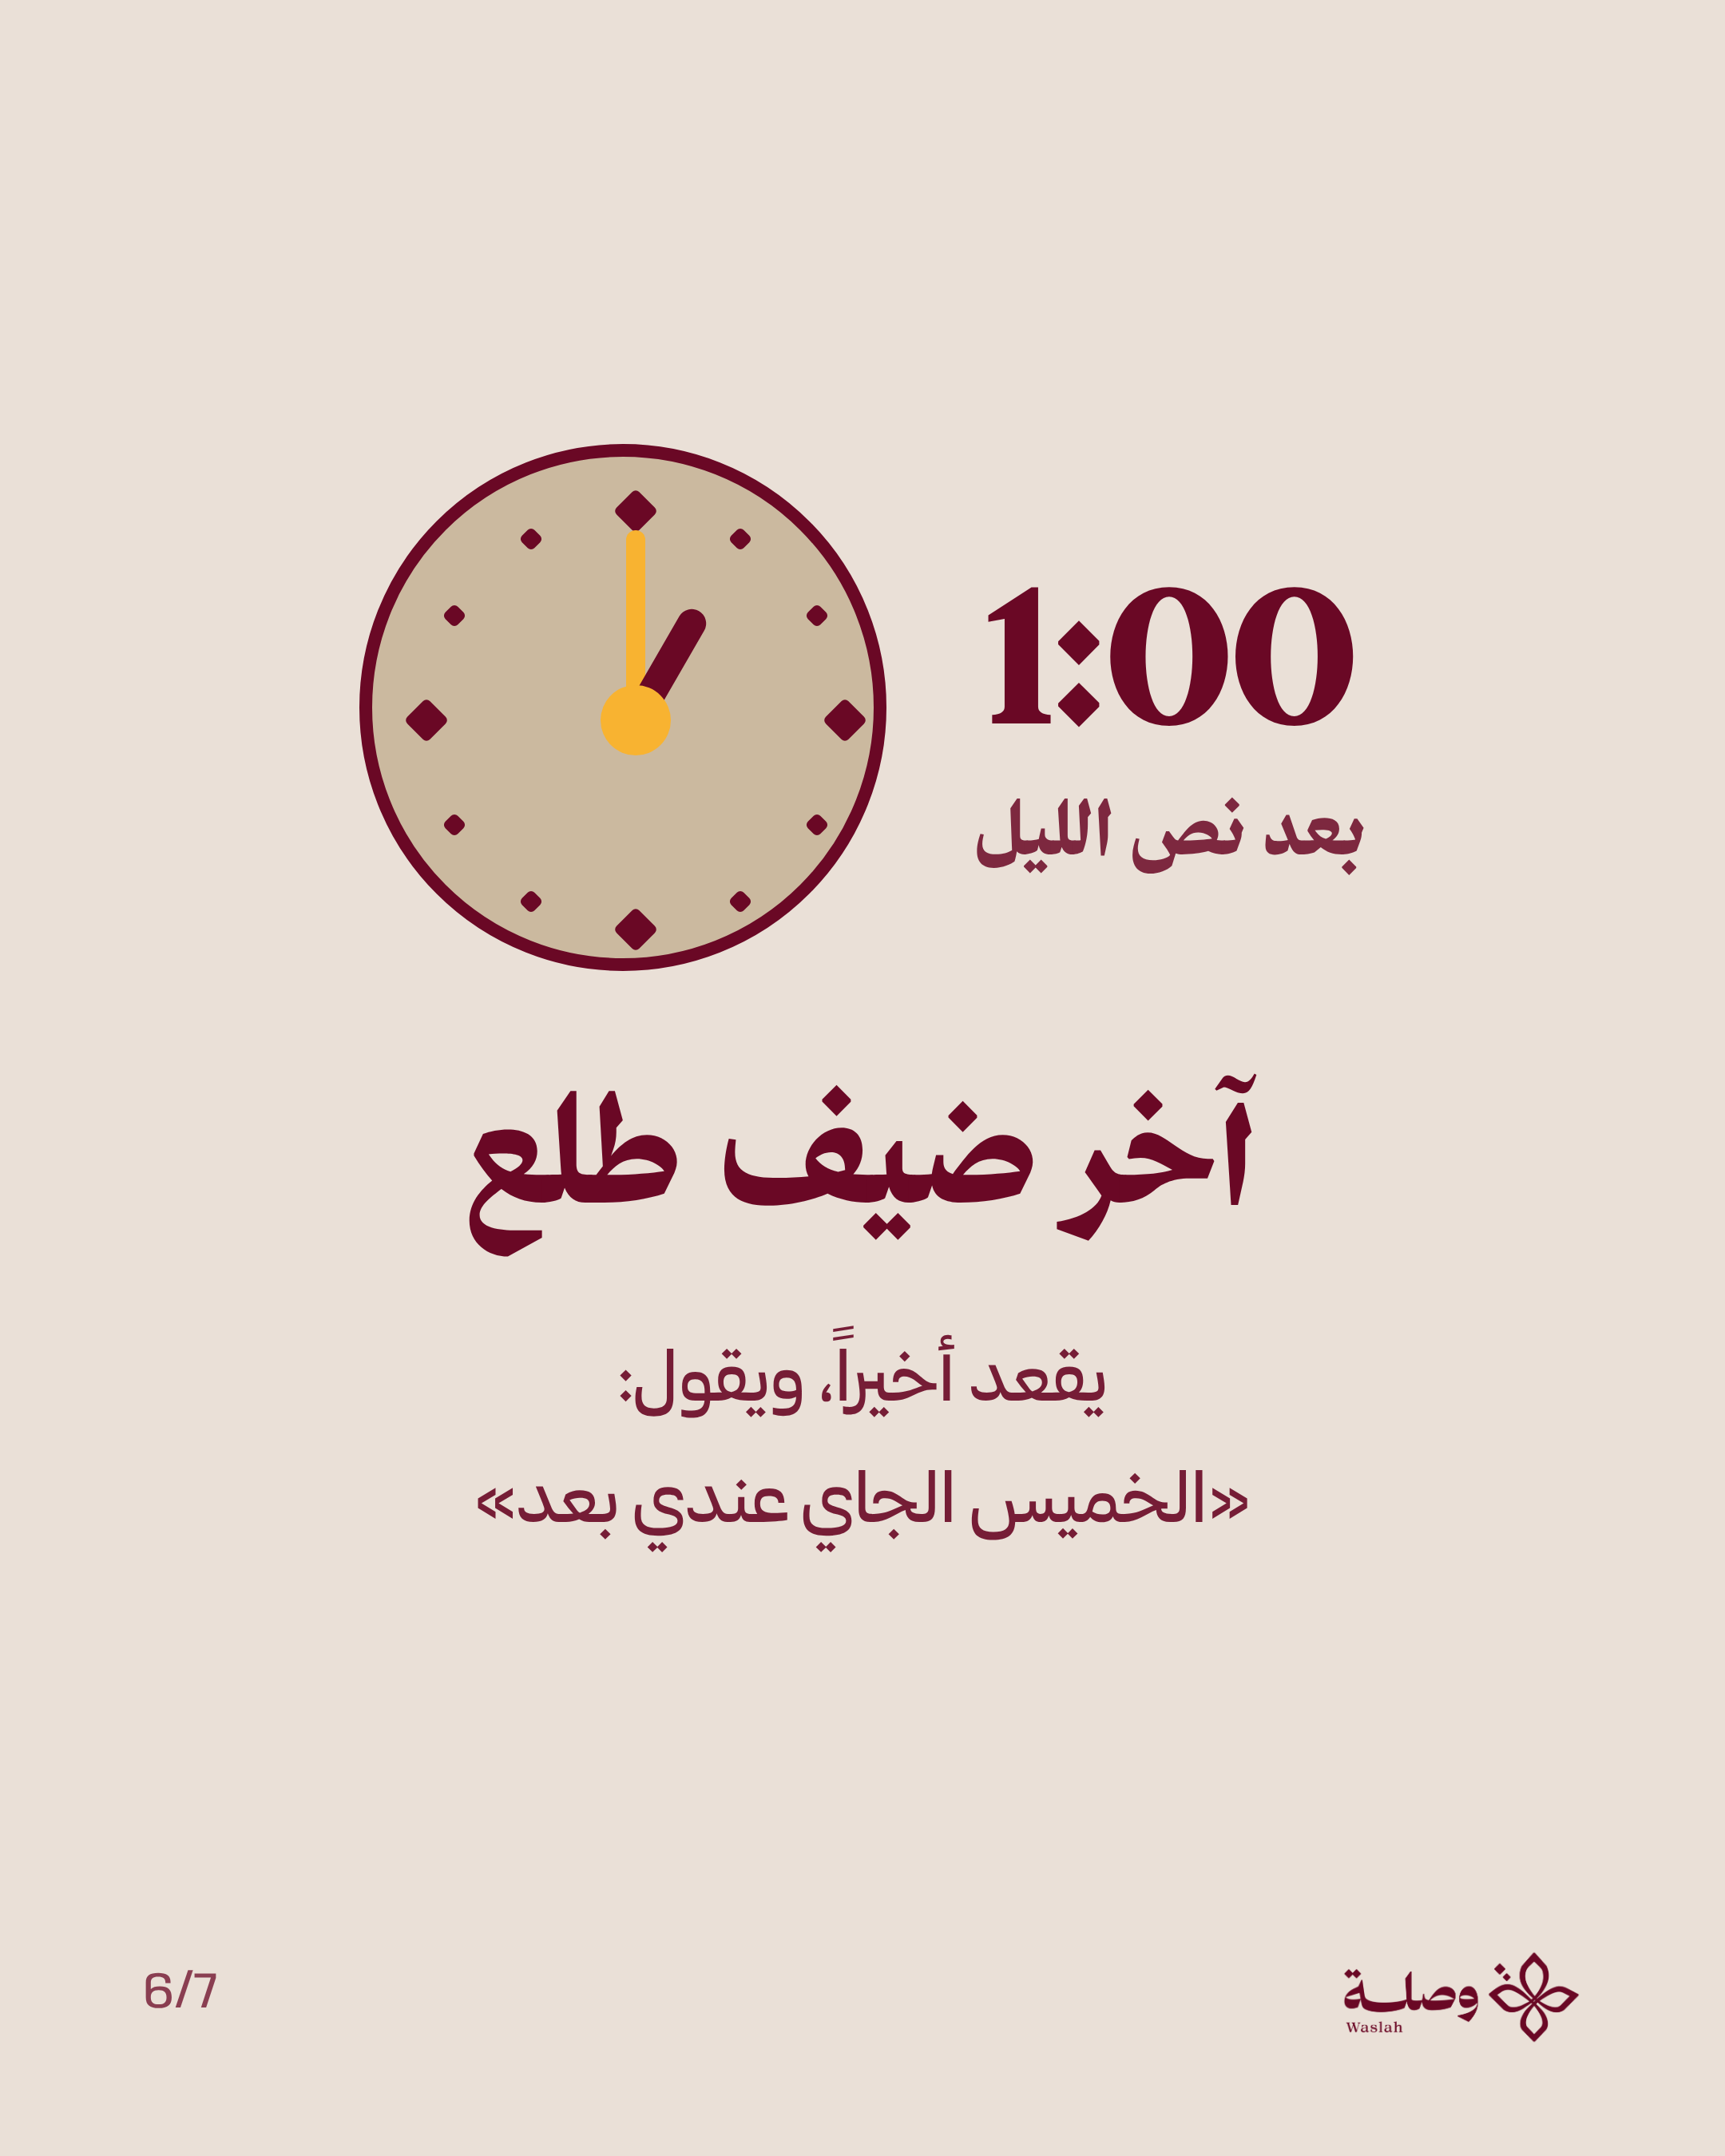 1:00
بعد نص الليل
آخر ضيف طلع
يقعد أخيراً، ويقول:
«الخميس الجاي عندي بعد»
6/7
وصلة
Waslah